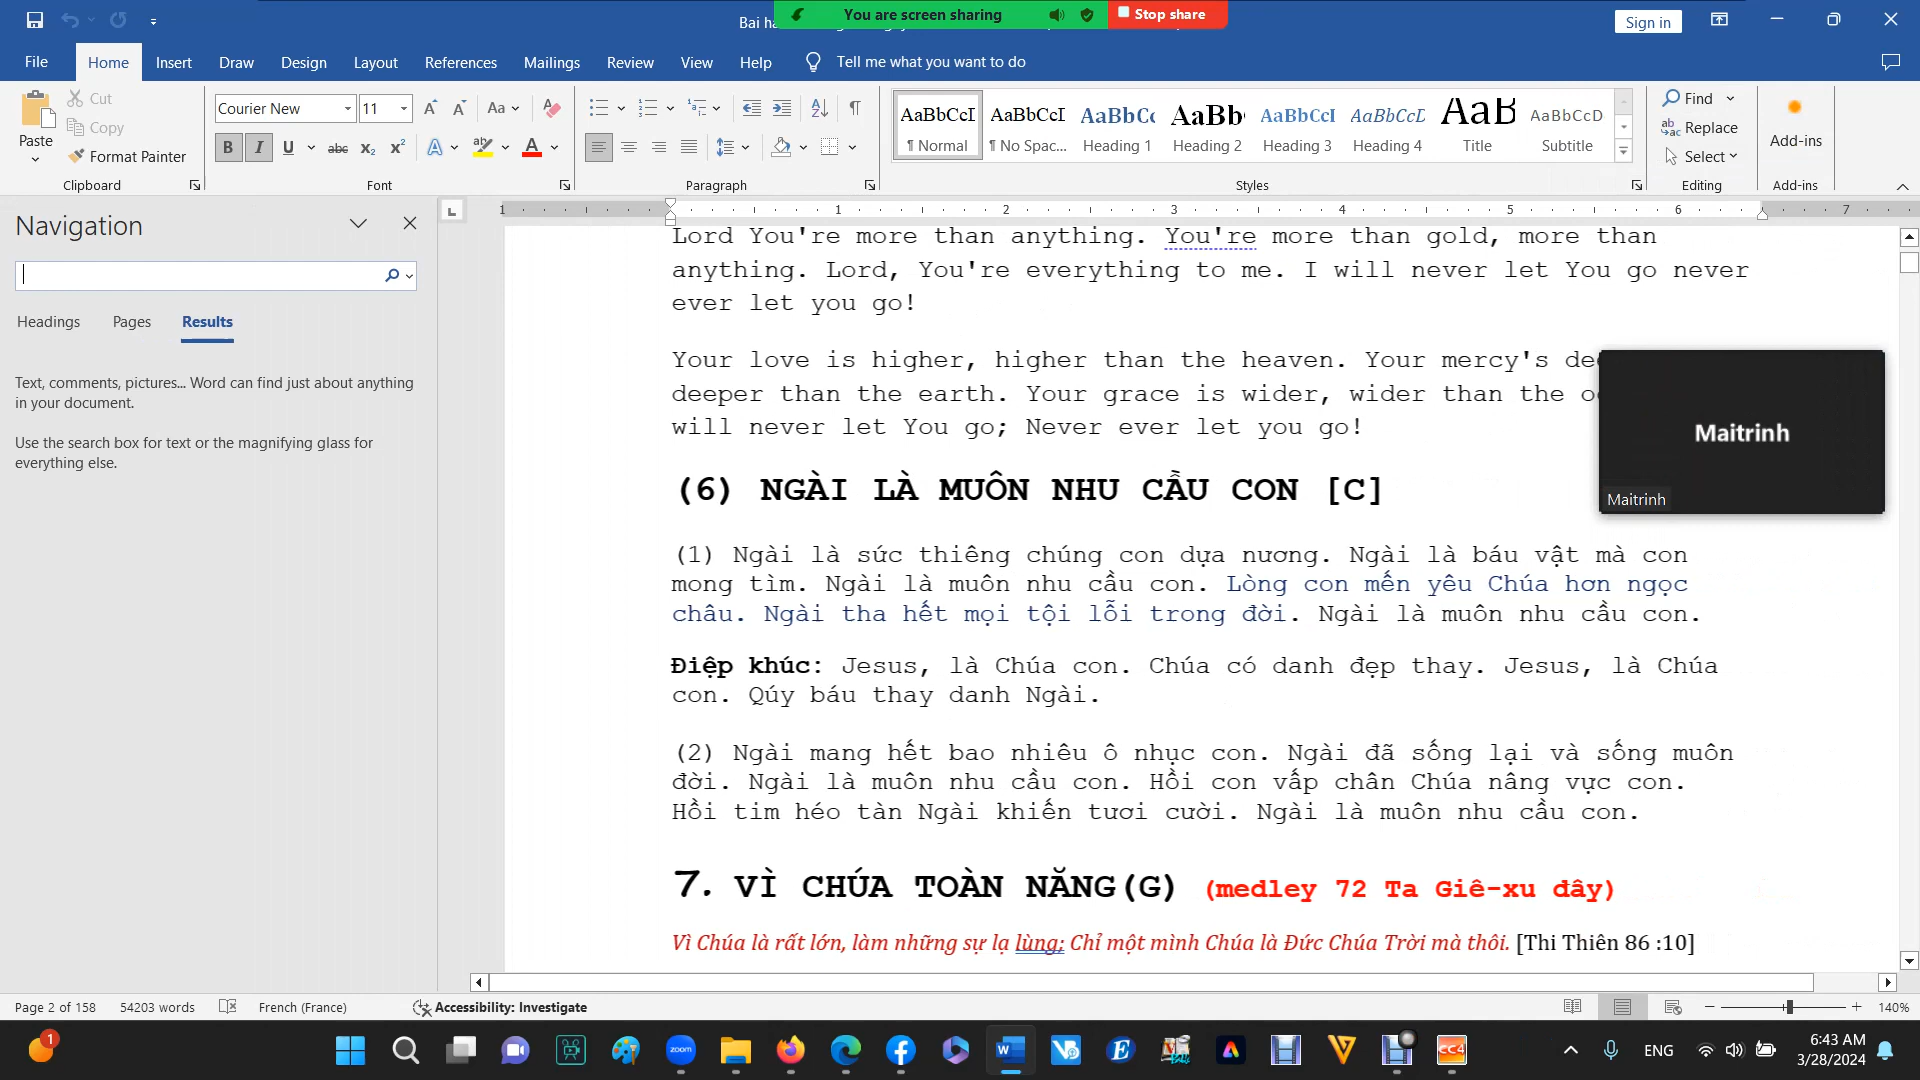 You are screen sharing
Stop share
Bai ha
Sign in
File Home Insert Draw Design Layout References Mailings Review View Help Tell me what you want to do
Paste
Cut
Copy
Format Painter
Clipboard
Courier New 11
Font
Paragraph
AaBbCcI AaBbCcI AaBbCc AaBb AaBbCcI AaBbCcD AaB AaBbCcD
¶ Normal ¶ No Spac... Heading 1 Heading 2 Heading 3 Heading 4 Title Subtitle
Styles
Find
Replace
Select
Editing
Add-ins
Add-ins
Navigation
Headings Pages Results
Text, comments, pictures... Word can find just about anything
in your document.
Use the search box for text or the magnifying glass for
everything else.
1 1 2 3 4 5 6 7
Lord You're more than anything. You're more than gold, more than
anything. Lord, You're everything to me. I will never let You go never
ever let you go!
Your love is higher, higher than the heaven. Your mercy's
deeper than the earth. Your grace is wider, wider than the
will never let You go; Never ever let you go!
(6) NGÀI LÀ MUÔN NHU CẦU CON [C]
(1) Ngài là sức thiêng chúng con dựa nương. Ngài là báu vật mà con
mong tìm. Ngài là muôn nhu cầu con. Lòng con mến yêu Chúa hơn ngọc
châu. Ngài tha hết mọi tội lỗi trong đời. Ngài là muôn nhu cầu con.
Điệp khúc: Jesus, là Chúa con. Chúa có danh đẹp thay. Jesus, là Chúa
con. Qúy báu thay danh Ngài.
(2) Ngài mang hết bao nhiêu ô nhục con. Ngài đã sống lại và sống muôn
đời. Ngài là muôn nhu cầu con. Hồi con vấp chân Chúa nâng vực con.
Hồi tim héo tàn Ngài khiến tươi cười. Ngài là muôn nhu cầu con.
7. VÌ CHÚA TOÀN NĂNG(G) (medley 72 Ta Giê-xu đây)
Vì Chúa là rất lớn, làm những sự lạ lùng; Chỉ một mình Chúa là Đức Chúa Trời mà thôi. [Thi Thiên 86 :10]
Maitrinh
Maitrinh
Page 2 of 158 54203 words French (France) Accessibility: Investigate 140%
zoom
CC4
ENG
6:43 AM
3/28/2024